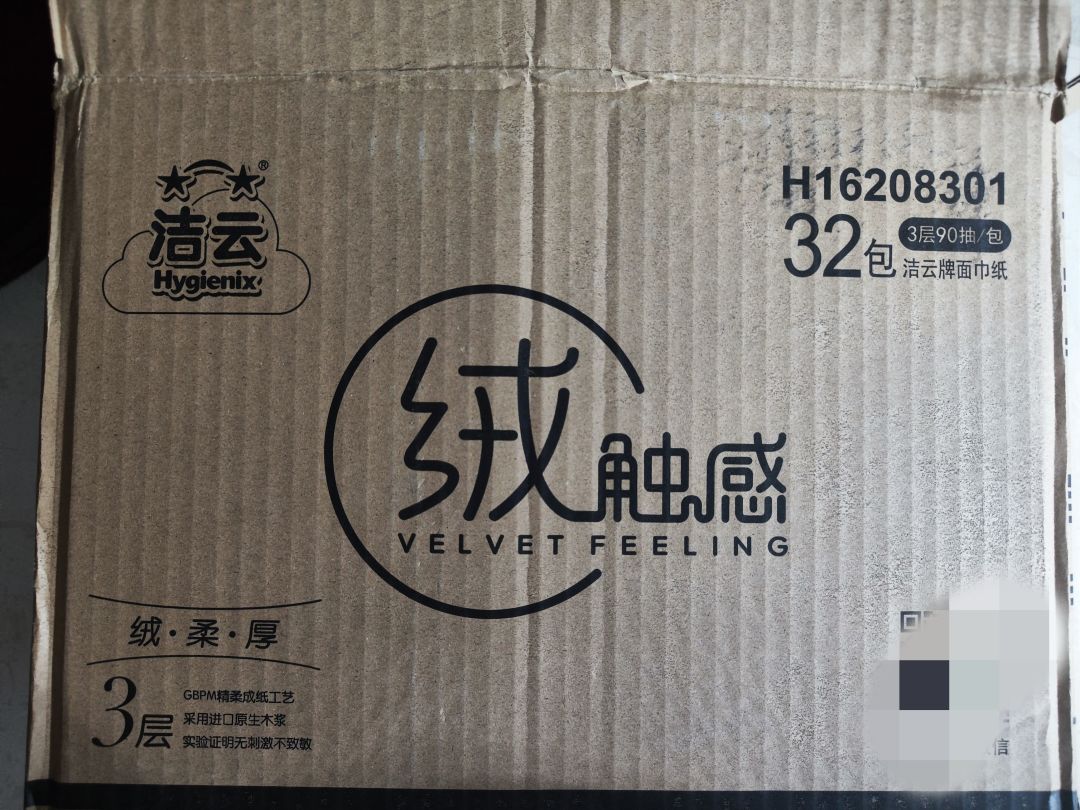 洁云®
Hygienix
H16208301
32包 3层90抽/包
洁云牌面巾纸
绒触感
VELVET FEELING
绒·柔·厚
3层
GBPM精柔成纸工艺
采用进口原生木浆
实验证明无刺激不致敏
信